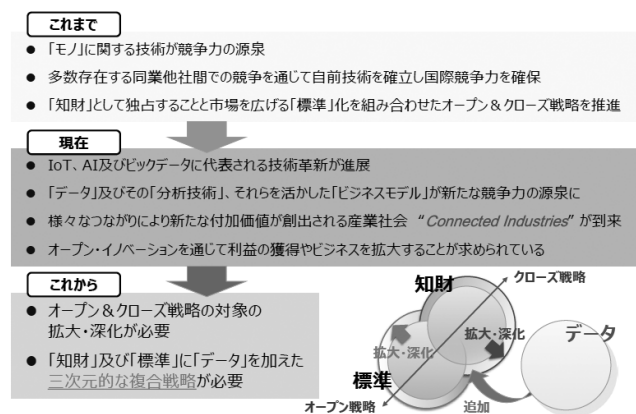 これまで
● 「モノ」に関する技術が競争力の源泉
● 多数存在する同業他社間での競争を通じて自前技術を確立し国際競争力を確保
● 「知財」として独占することと市場を広げる「標準」化を組み合わせたオープン＆クローズ戦略を推進
現在
● IoT、AI及びビックデータに代表される技術革新が進展
● 「データ」及びその「分析技術」、それらを活かした「ビジネスモデル」が新たな競争力の源泉に
● 様々なつながりにより新たな付加価値が創出される産業社会 “Connected Industries” が到来
● オープン・イノベーションを通じて利益の獲得やビジネスを拡大することが求められている
これから
● オープン＆クローズ戦略の対象の
拡大・深化が必要
● 「知財」及び「標準」に「データ」を加えた
三次元的な複合戦略が必要
クローズ戦略
知財
拡大・深化
データ
拡大・深化
標準
オープン戦略
追加